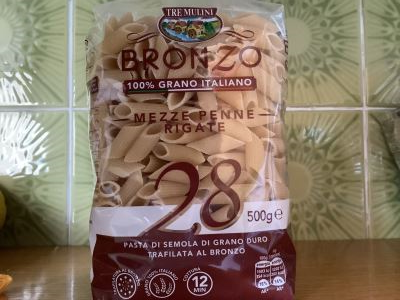 TRE MULINI
BRONZO
100% GRANO ITALIANO
MEZZE PENNE
RIGATE
28
500g e
PASTA DI SEMOLA DI GRANO DURO
TRAFILATA AL BRONZO
COTTURA
12
MIN